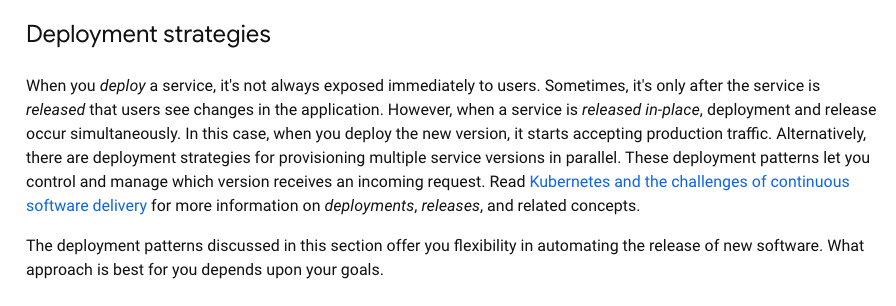 Deployment strategies
When you deploy a service, it's not always exposed immediately to users. Sometimes, it's only after the service is
released that users see changes in the application. However, when a service is released in-place, deployment and release
occur simultaneously. In this case, when you deploy the new version, it starts accepting production traffic. Alternatively,
there are deployment strategies for provisioning multiple service versions in parallel. These deployment patterns let you
control and manage which version receives an incoming request. Read Kubernetes and the challenges of continuous
software delivery for more information on deployments, releases, and related concepts.
The deployment patterns discussed in this section offer you flexibility in automating the release of new software. What
approach is best for you depends upon your goals.